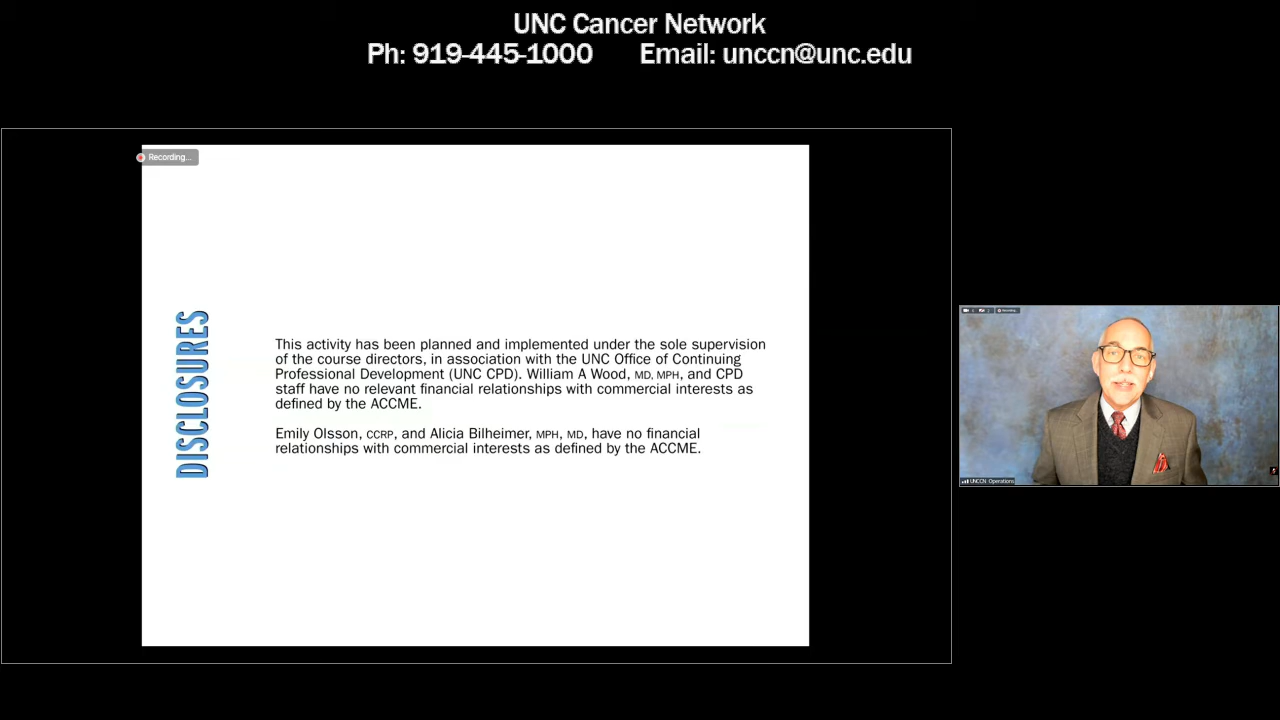 UNC Cancer Network
Ph: 919-445-1000 Email: unccn@unc.edu
Recording...
DISCLOSURES
This activity has been planned and implemented under the sole supervision
of the course directors, in association with the UNC Office of Continuing
Professional Development (UNC CPD). William A Wood, MD, MPH, and CPD
staff have no relevant financial relationships with commercial interests as
defined by the ACCME.
Emily Olsson, CCRP, and Alicia Bilheimer, MPH, MD, have no financial
relationships with commercial interests as defined by the ACCME.
Recording...
UNCCN Operations